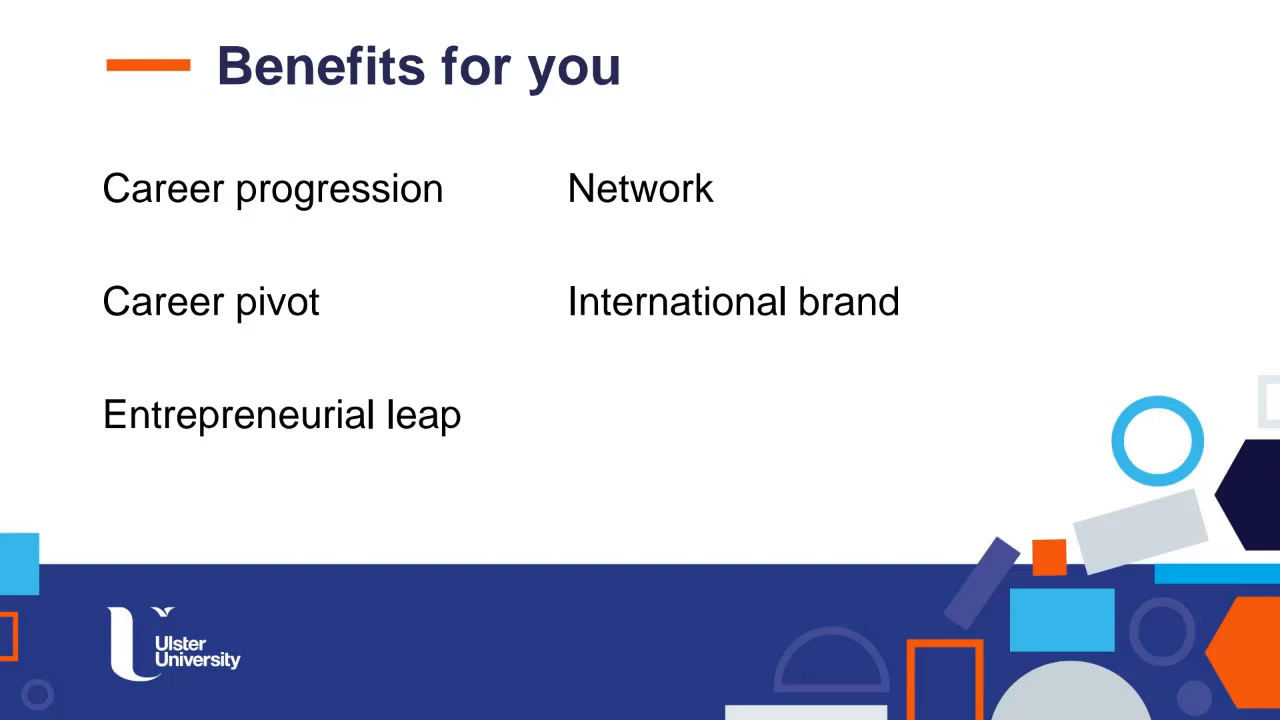 Benefits for you
Career progression
Career pivot
Entrepreneurial leap
Network
International brand
Ulster
University